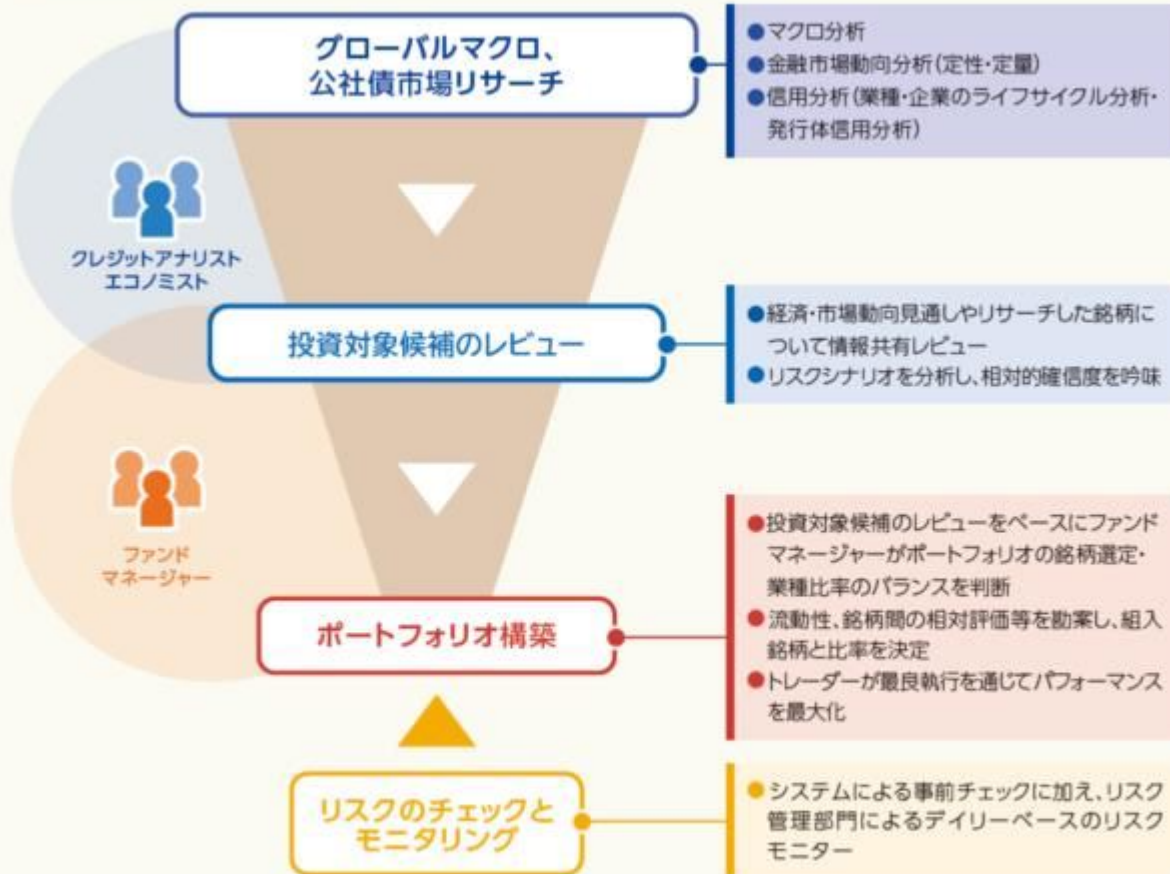 グローバルマクロ、
公社債市場リサーチ
●マクロ分析
●金融市場動向分析(定性・定量)
●信用分析(業種・企業のライフサイクル分析・
発行体信用分析)
クレジットアナリスト
エコノミスト
投資対象候補のレビュー
●経済・市場動向見通しやリサーチした銘柄に
ついて情報共有レビュー
●リスクシナリオを分析し、相対的確信度を吟味
ファンド
マネージャー
ポートフォリオ構築
●投資対象候補のレビューをベースにファンド
マネージャーがポートフォリオの銘柄選定・
業種比率のバランスを判断
●流動性、銘柄間の相対評価等を勘案し、組入
銘柄と比率を決定
●トレーダーが最良執行を通じてパフォーマンス
を最大化
リスクのチェックと
モニタリング
●システムによる事前チェックに加え、リスク
管理部門によるデイリーベースのリスク
モニター